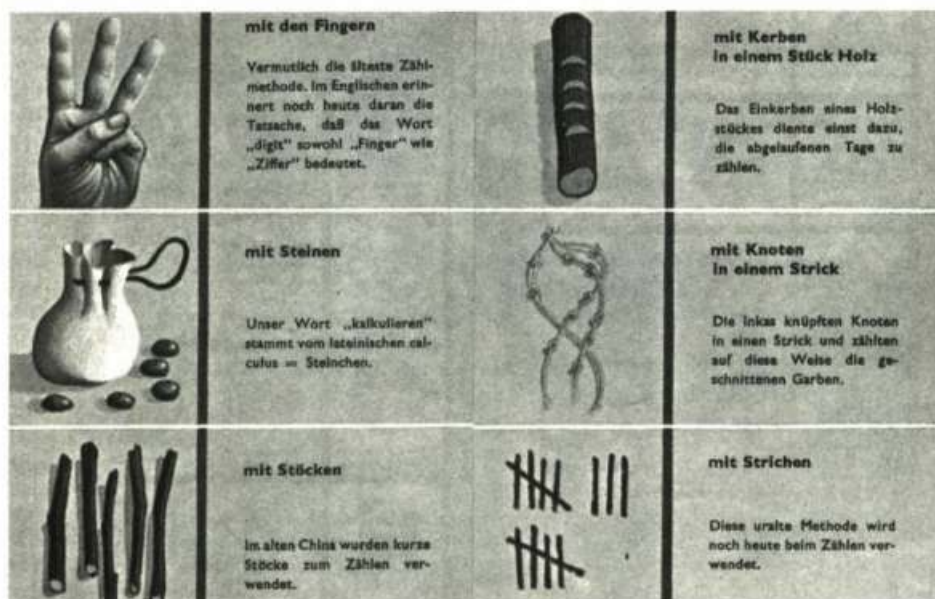 mit den Fingern
Vermutlich die älteste Zähl-
methode. Im Englischen erin-
nert noch heute daran die
Tatsache, daß das Wort
„digit“ sowohl „Finger“ wie
„Ziffer“ bedeutet.
mit Kerben
in einem Stück Holz
Das Einkerben eines Holz-
stückes diente einst dazu,
die abgelaufenen Tage zu
zählen.
mit Steinen
Unser Wort „kalkulieren“
stammt vom lateinischen cal-
culus = Steinchen.
mit Knoten
in einem Strick
Die Inkas knüpften Knoten
in einen Strick und zählten
auf diese Weise die ge-
schnittenen Garben.
mit Stöcken
Im alten China wurden kurze
Stöcke zum Zählen ver-
wendet.
mit Strichen
Diese uralte Methode wird
noch heute beim Zählen ver-
wendet.